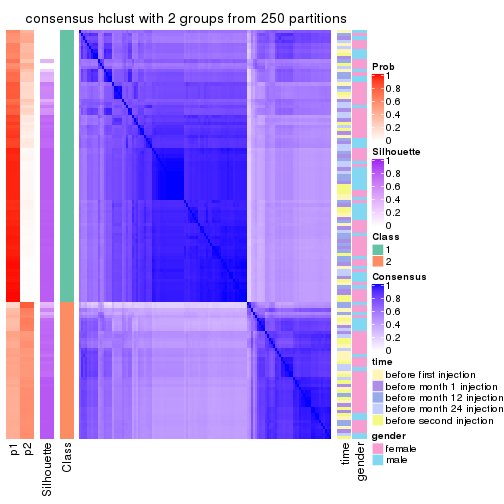 consensus hclust with 2 groups from 250 partitions
Prob
1
0.8
0.6
0.4
0.2
0
Silhouette
1
0.8
0.6
0.4
0.2
0
Class
1
2
Consensus
1
0.8
0.6
0.4
0.2
0
time
before first injection
before month 1 injection
before month 12 injection
before month 24 injection
before second injection
gender
female
male
p1
p2
Silhouette
Class
time
gender